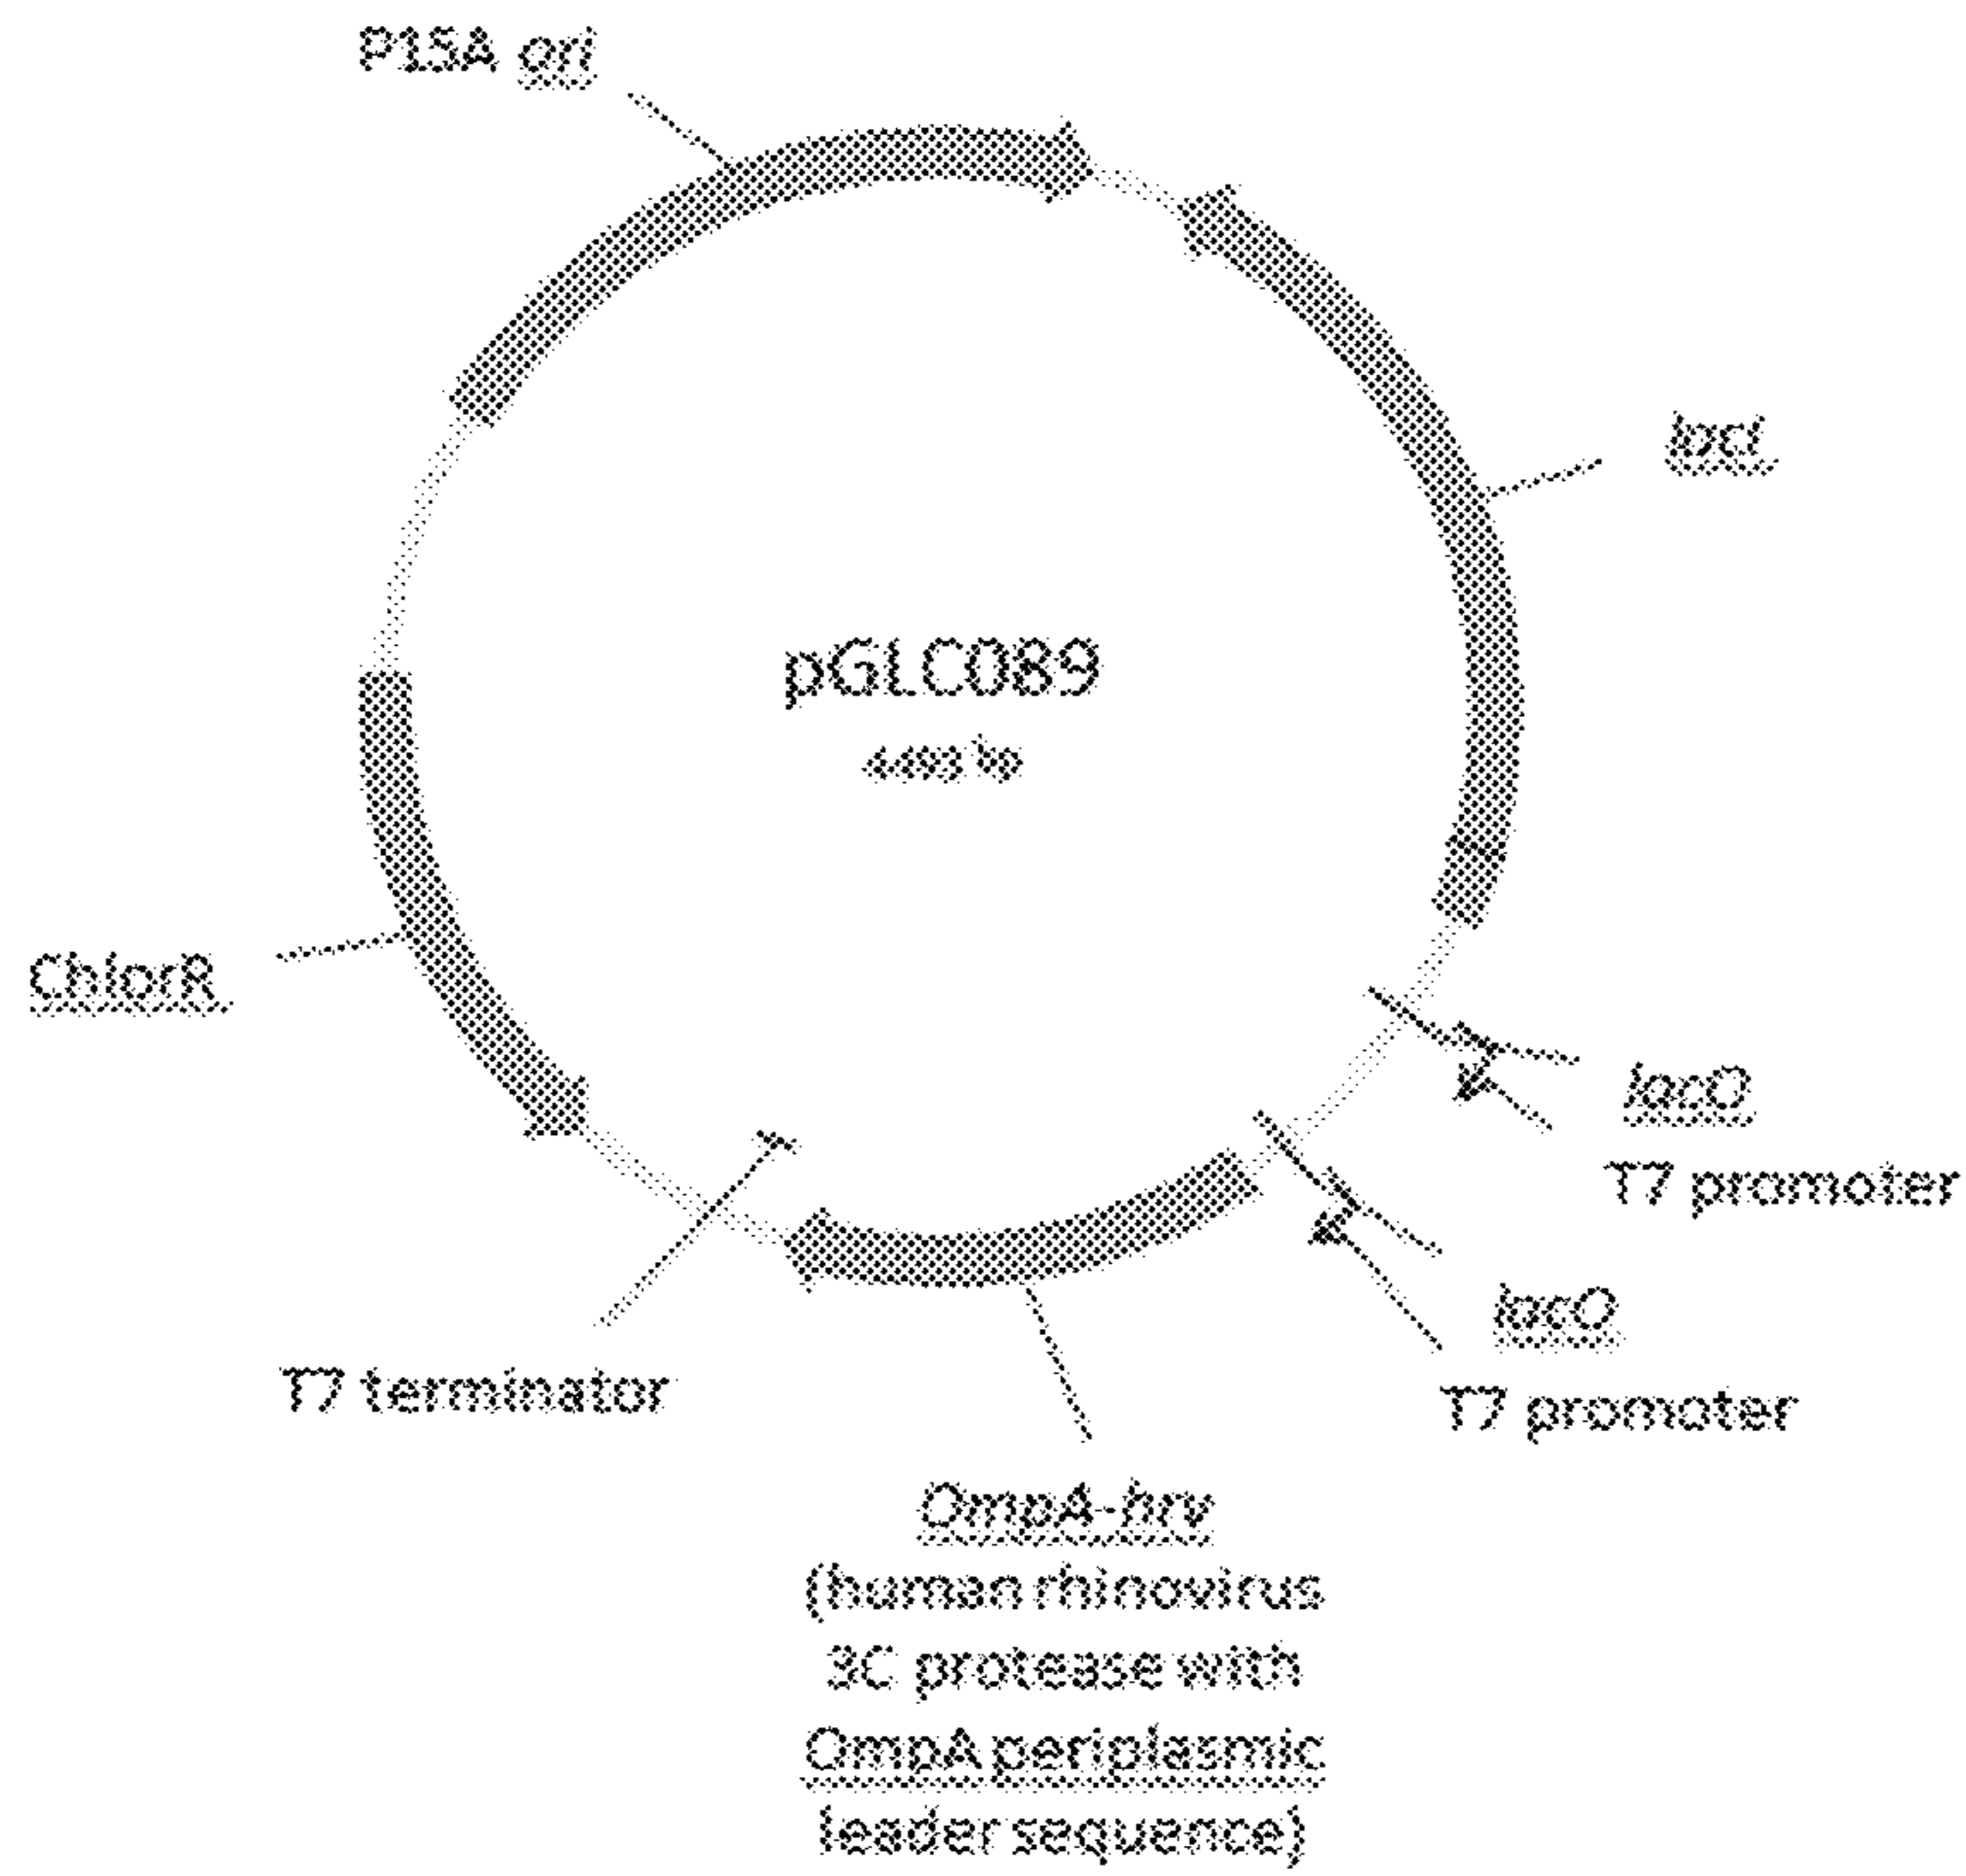 P15A ori
lacI
pGLC089
ChlorR
lacO
T7 promoter
lacO
T7 promoter
T7 terminator
OmpA-hrv
(human rhinovirus
3C protease with
OmpA periplasmic
leader sequence)